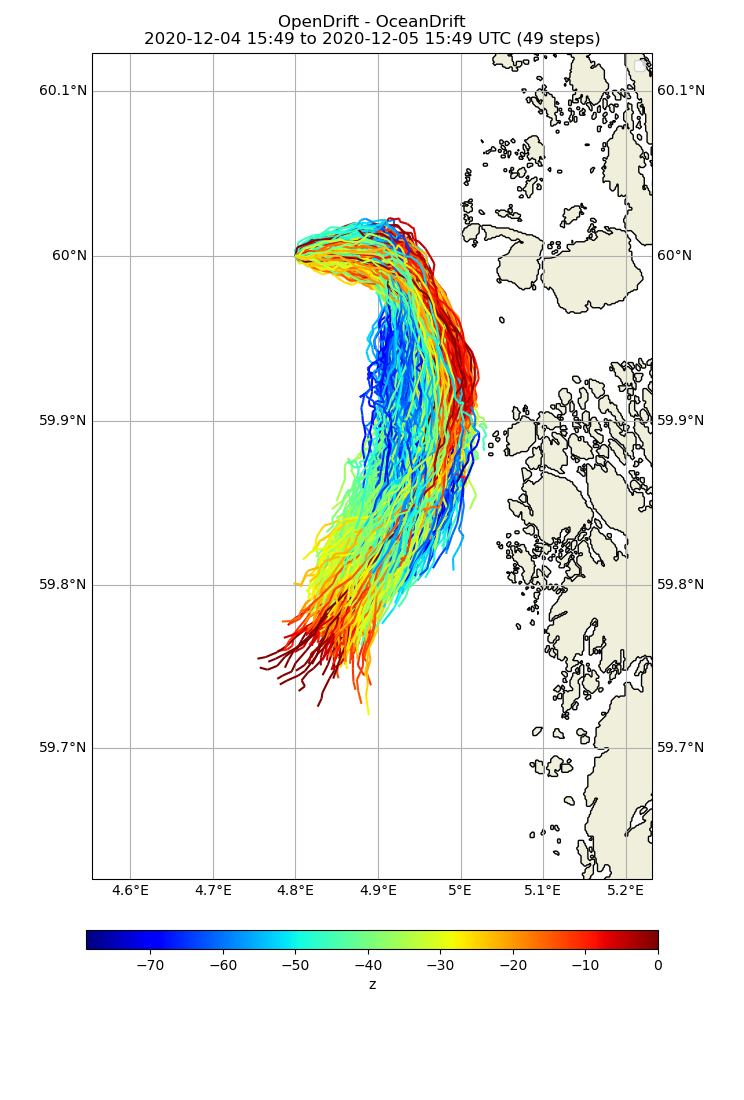 OpenDrift - OceanDrift
2020-12-04 15:49 to 2020-12-05 15:49 UTC (49 steps)
60.1°N 60.1°N
60°N 60°N
59.9°N 59.9°N
59.8°N 59.8°N
59.7°N 59.7°N
4.6°E 4.7°E 4.8°E 4.9°E 5°E 5.1°E 5.2°E
−70 −60 −50 −40 −30 −20 −10 0
z